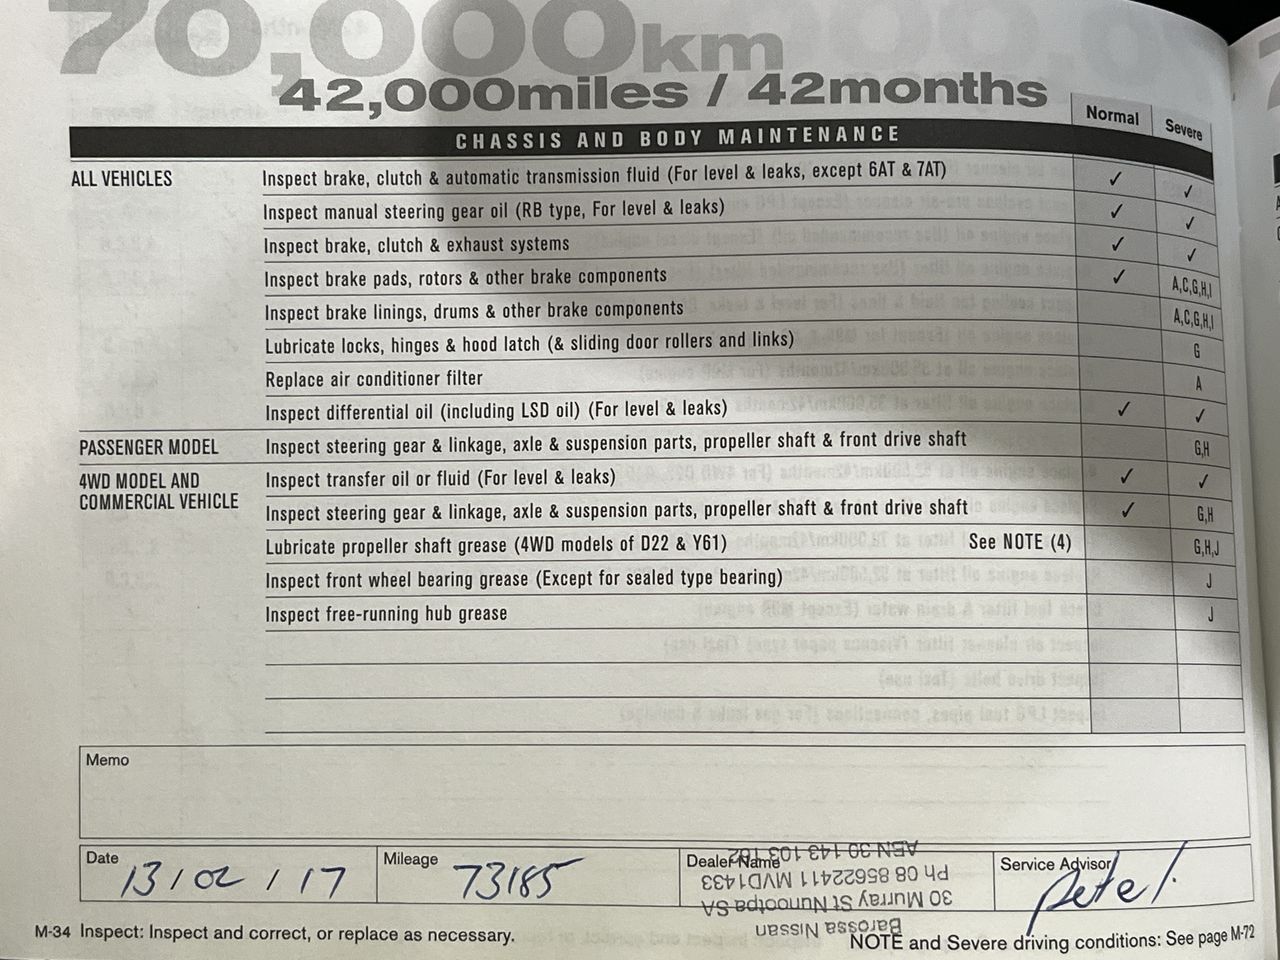 70,000km
42,000miles / 42months
Normal Severe
CHASSIS AND BODY MAINTENANCE
ALL VEHICLES Inspect brake, clutch & automatic transmission fluid (For level & leaks, except 6AT & 7AT) ✓ ✓
Inspect manual steering gear oil (RB type, For level & leaks) ✓ ✓
Inspect brake, clutch & exhaust systems ✓ ✓
Inspect brake pads, rotors & other brake components ✓ A,C,G,H,I
Inspect brake linings, drums & other brake components A,C,G,H,I
Lubricate locks, hinges & hood latch (& sliding door rollers and links) G
Replace air conditioner filter A
Inspect differential oil (including LSD oil) (For level & leaks) ✓ ✓
PASSENGER MODEL Inspect steering gear & linkage, axle & suspension parts, propeller shaft & front drive shaft G,H
4WD MODEL AND Inspect transfer oil or fluid (For level & leaks) ✓ ✓
COMMERCIAL VEHICLE Inspect steering gear & linkage, axle & suspension parts, propeller shaft & front drive shaft ✓ G,H
Lubricate propeller shaft grease (4WD models of D22 & Y61) See NOTE (4) G,H,J
Inspect front wheel bearing grease (Except for sealed type bearing) J
Inspect free-running hub grease J
Memo
Date 13/02/17
Mileage 73185
Dealer Name
Barossa Nissan
30 Murray St Nuriootpa SA
Ph 08 85622411 MVD1433
ABN 30 143 103
Service Advisor Pete
M-34 Inspect: Inspect and correct, or replace as necessary.
NOTE and Severe driving conditions: See page M-72